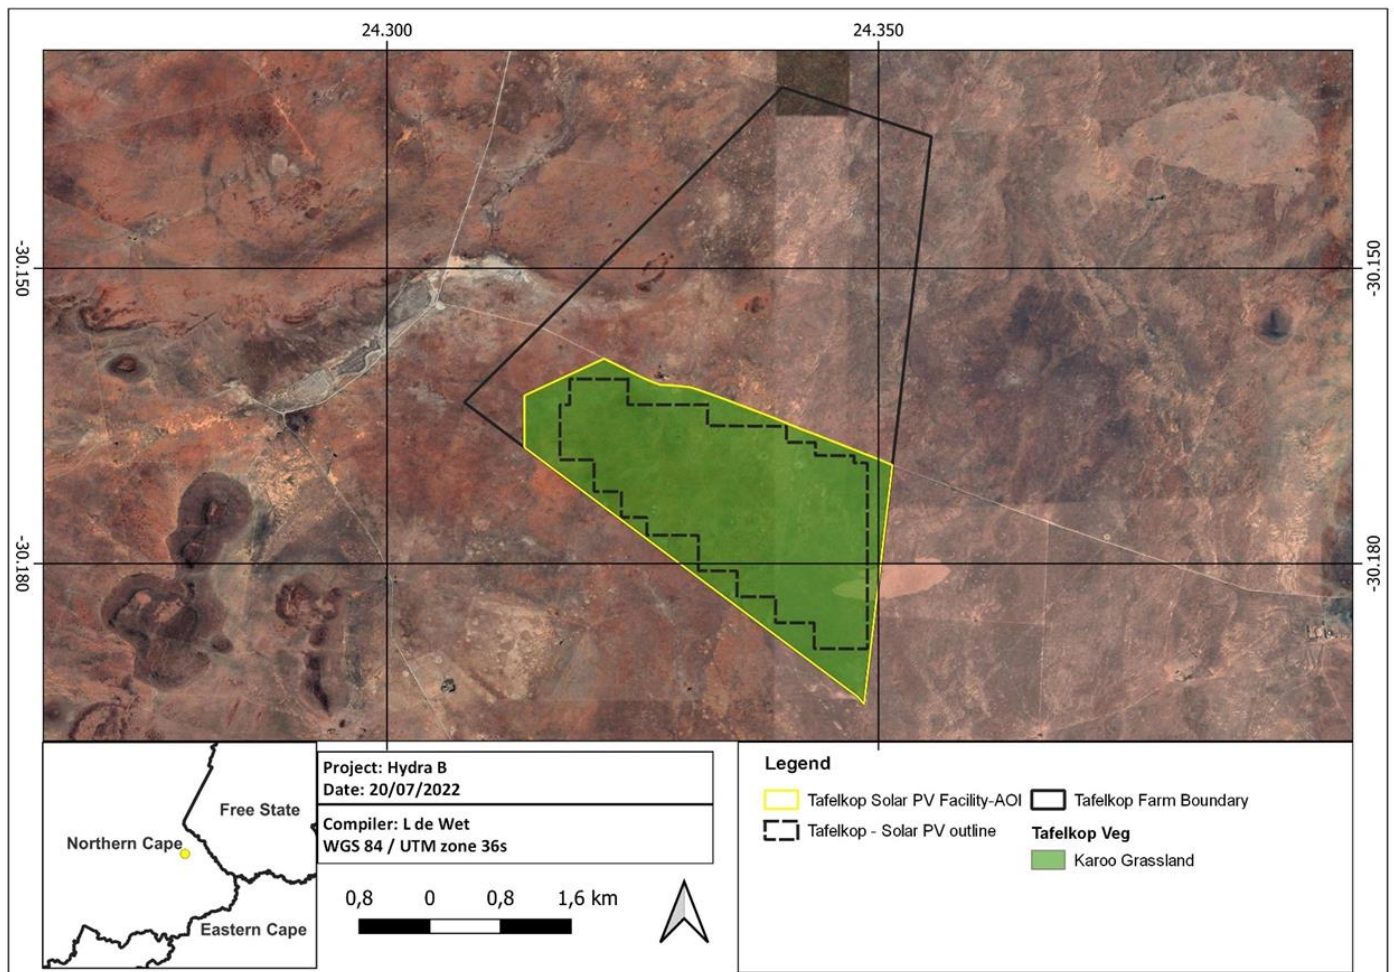 24.300
24.350
-30.150
-30.150
-30.180
-30.180
Free State
Northern Cape
Eastern Cape
Project: Hydra B
Date: 20/07/2022
Compiler: L de Wet
WGS 84 / UTM zone 36s
0,8 0 0,8 1,6 km
Legend
Tafelkop Solar PV Facility-AOI
Tafelkop - Solar PV outline
Tafelkop Farm Boundary
Tafelkop Veg
Karoo Grassland